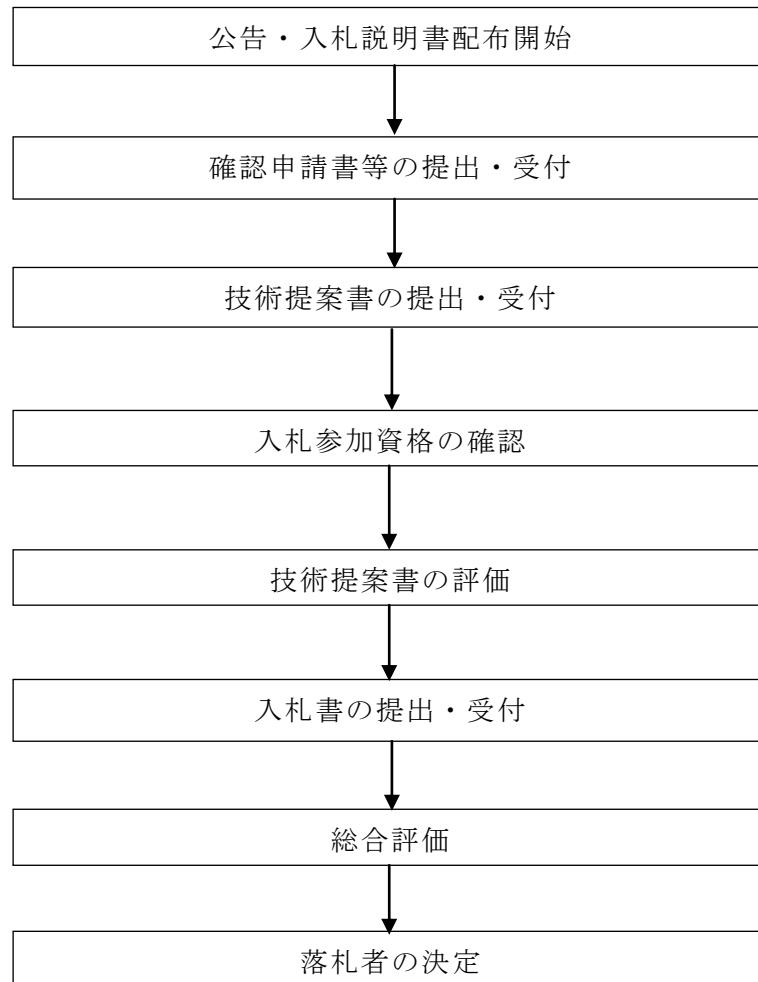 公告・入札説明書配布開始
確認申請書等の提出・受付
技術提案書の提出・受付
入札参加資格の確認
技術提案書の評価
入札書の提出・受付
総合評価
落札者の決定